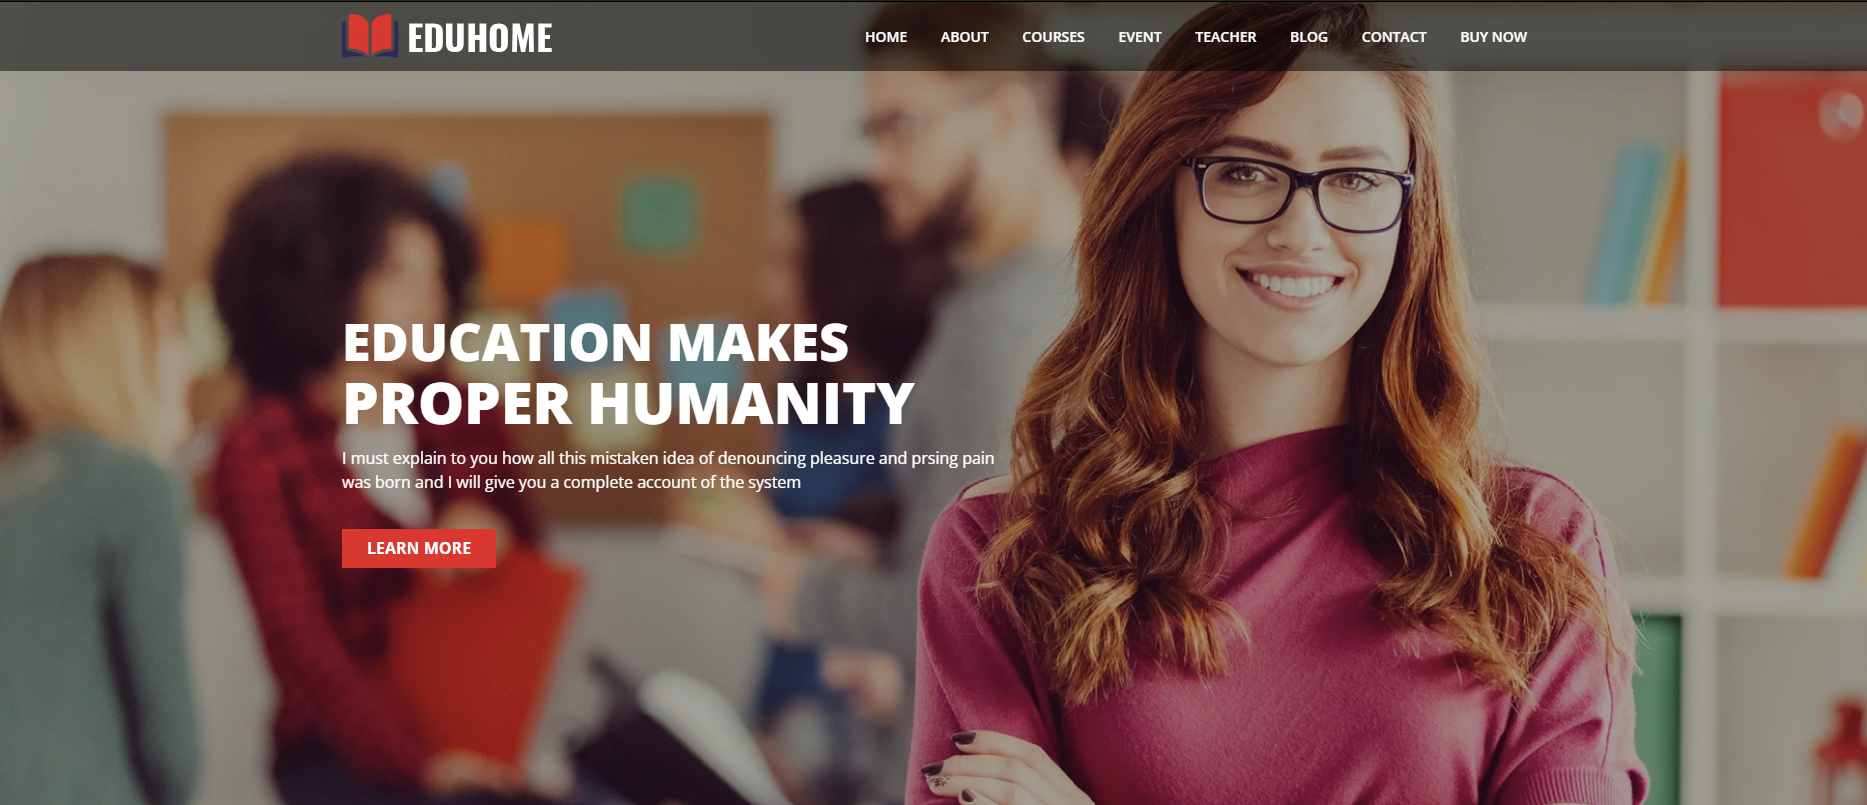 EDUHOME
HOME ABOUT COURSES EVENT TEACHER BLOG CONTACT BUY NOW
EDUCATION MAKES
PROPER HUMANITY
I must explain to you how all this mistaken idea of denouncing pleasure and prsing pain
was born and I will give you a complete account of the system
LEARN MORE